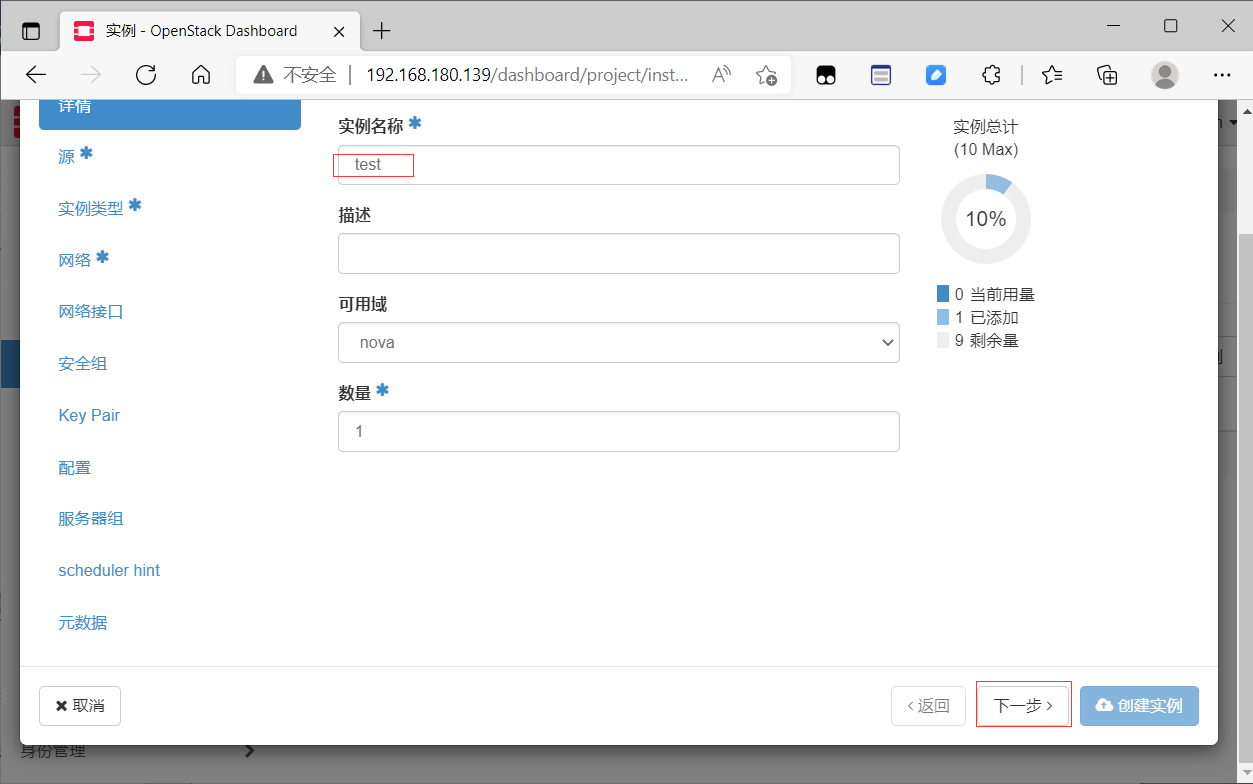 实例 - OpenStack Dashboard
不安全 | 192.168.180.139/dashboard/project/inst...
详情
源 *
实例类型 *
网络 *
网络接口
安全组
Key Pair
配置
服务器组
scheduler hint
元数据
实例名称 *
test
描述
可用域
nova
数量 *
1
实例总计
(10 Max)
10%
0 当前用量
1 已添加
9 剩余量
取消
返回
下一步
创建实例
身份管理